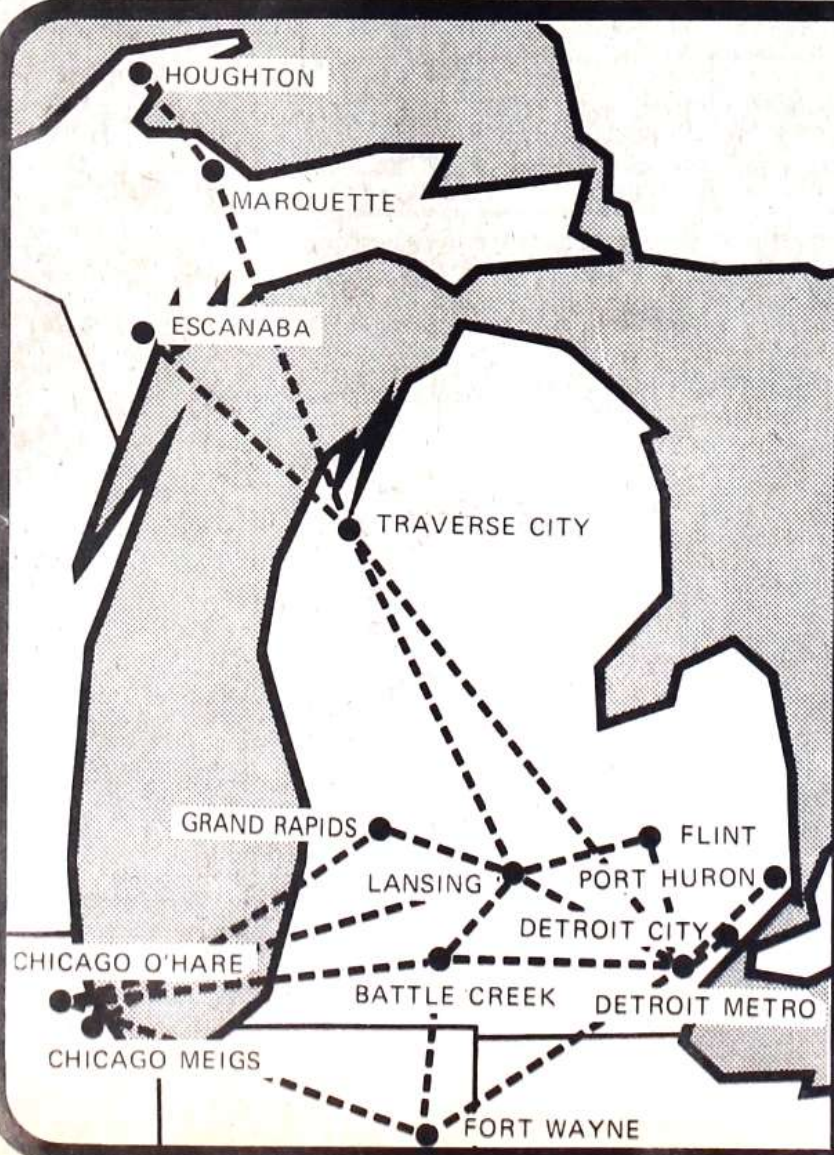 HOUGHTON
MARQUETTE
ESCANABA
TRAVERSE CITY
GRAND RAPIDS
FLINT
LANSING
PORT HURON
DETROIT CITY
CHICAGO O'HARE
BATTLE CREEK
DETROIT METRO
CHICAGO MEIGS
FORT WAYNE